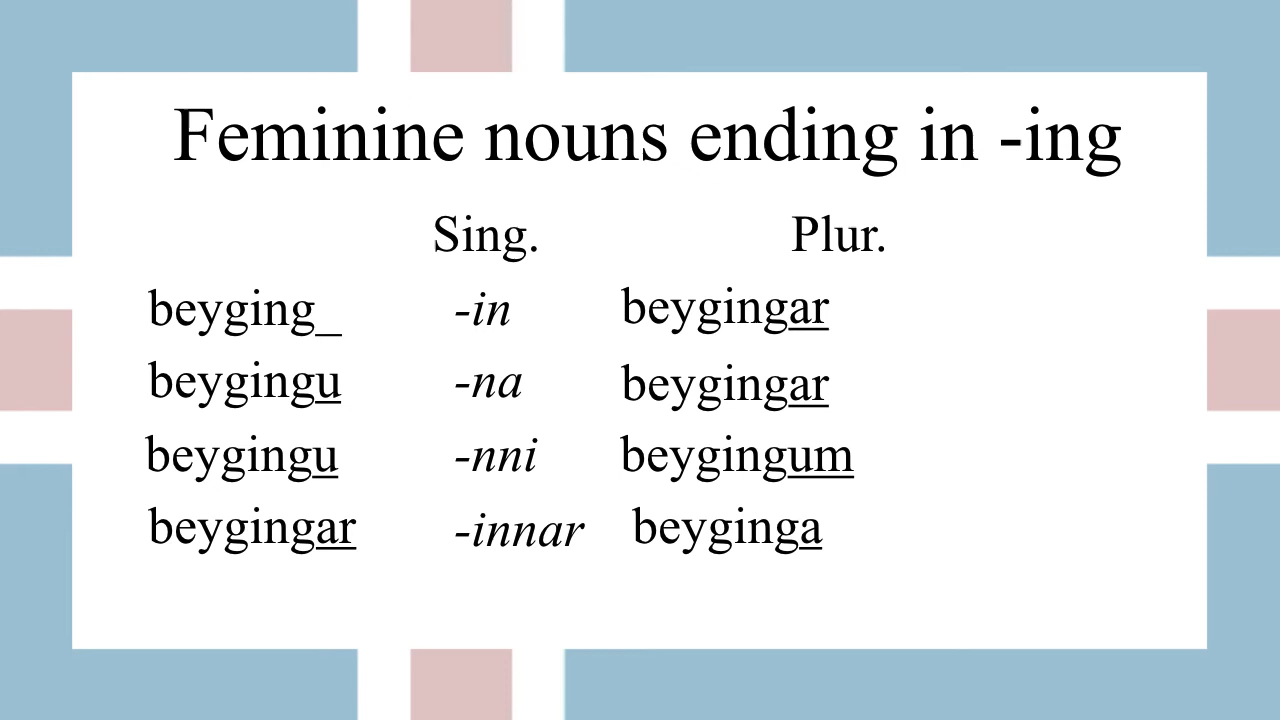 Feminine nouns ending in -ing
Sing. Plur.
beyging_ -in beygingar
beygingu -na beygingar
beygingu -nni beygingum
beygingar -innar beyginga